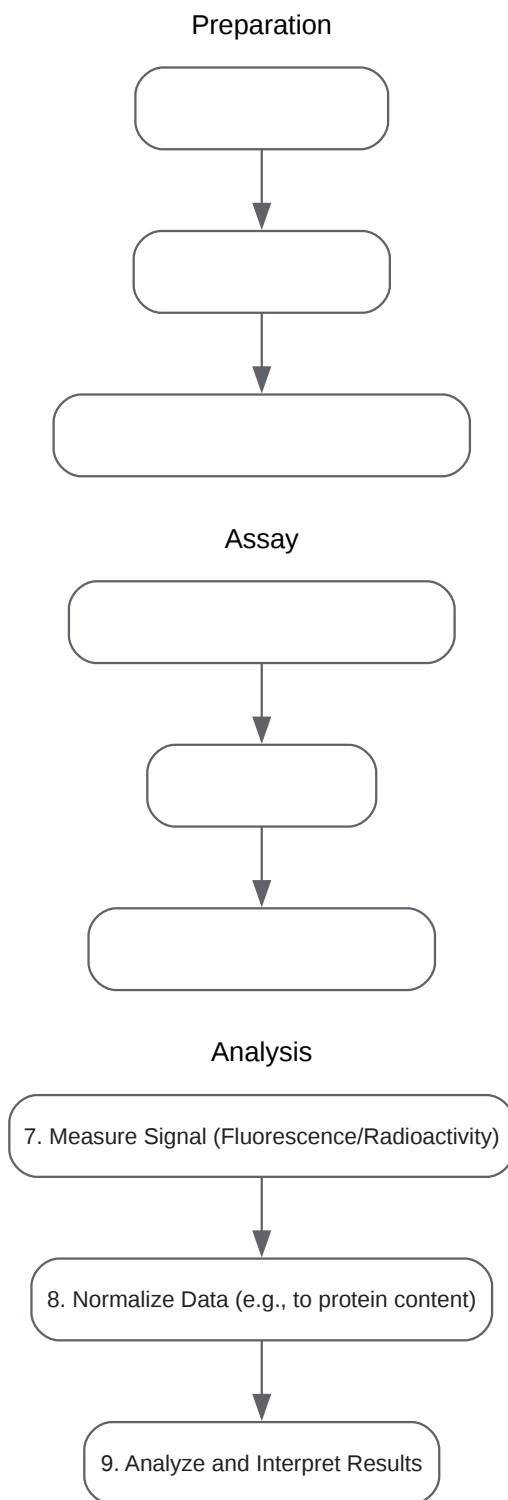 Preparation
Assay
Analysis
7. Measure Signal (Fluorescence/Radioactivity)
8. Normalize Data (e.g., to protein content)
9. Analyze and Interpret Results